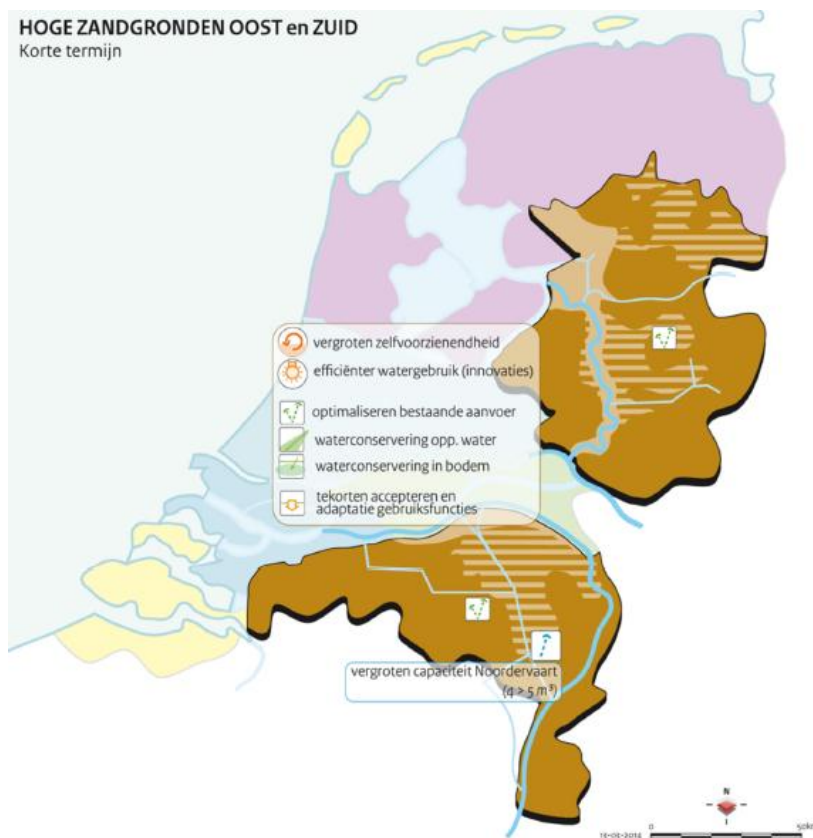 HOGE ZANDGRONDEN OOST en ZUID
Korte termijn
vergroten zelfvoorzienendheid
efficiënter watergebruik (innovaties)
optimaliseren bestaande aanvoer
waterconservering opp. water
waterconservering in bodem
tekorten accepteren en
adaptatie gebruiksfuncties
vergroten capaciteit Noordervaart
(4 > 5 m³)
N
0